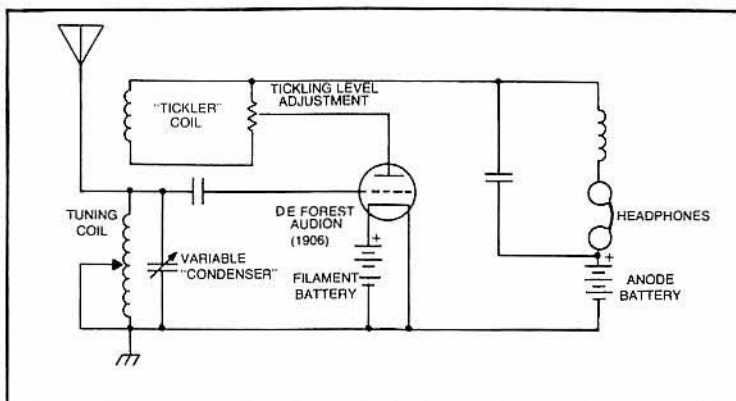 TICKLING LEVEL
ADJUSTMENT
"TICKLER"
COIL
TUNING
COIL
VARIABLE
"CONDENSER"
DE FOREST
AUDION
(1906)
+
FILAMENT
BATTERY
HEADPHONES
+
ANODE
BATTERY